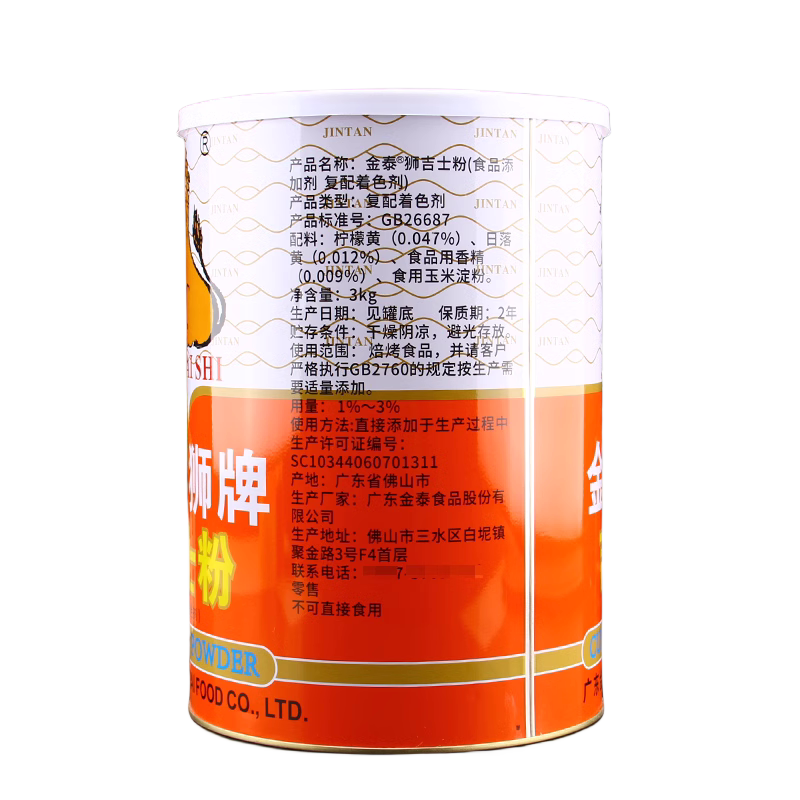 JINTAN JINTAN
®
产品名称：金泰®狮吉士粉(食品添
加剂 复配着色剂)
产品类型：复配着色剂
产品标准号：GB26687
配料：柠檬黄（0.047%）、日落
黄（0.012%）、食品用香精
（0.009%）、食用玉米淀粉。
净含量：3kg
生产日期：见罐底 保质期：2年
贮存条件：干燥阴凉，避光存放。
使用范围：焙烤食品，并请客户
严格执行GB2760的规定按生产需
要适量添加。
用量：1%～3%
使用方法:直接添加于生产过程中
生产许可证编号：
SC10344060701311
产地：广东省佛山市
生产厂家：广东金泰食品股份有
限公司
生产地址：佛山市三水区白坭镇
聚金路3号F4首层
联系电话：
零售
不可直接食用
SHI
狮牌
金
士粉
POWDER
FOOD CO., LTD.
广东